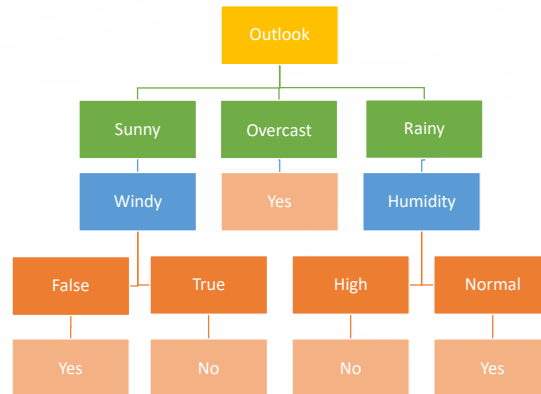 Outlook
Sunny Overcast Rainy
Windy Yes Humidity
False True High Normal
Yes No No Yes